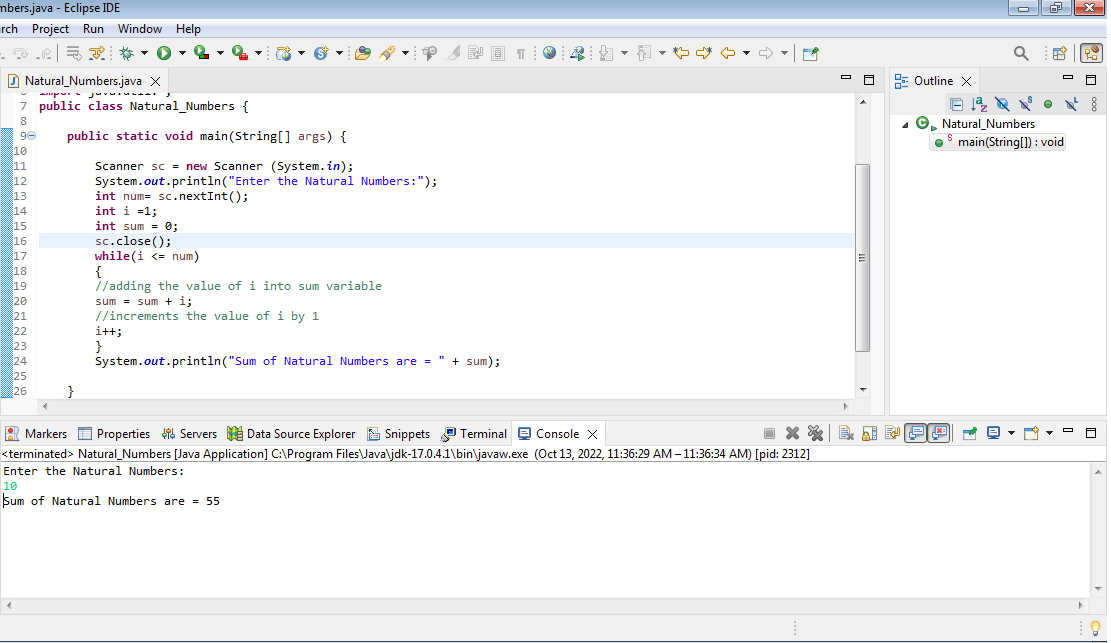 mbers.java - Eclipse IDE
rch Project Run Window Help
Natural_Numbers.java
7 public class Natural_Numbers {
8
9 public static void main(String[] args) {
10
11 Scanner sc = new Scanner (System.in);
12 System.out.println("Enter the Natural Numbers:");
13 int num= sc.nextInt();
14 int i =1;
15 int sum = 0;
16 sc.close();
17 while(i <= num)
18 {
19 //adding the value of i into sum variable
20 sum = sum + i;
21 //increments the value of i by 1
22 i++;
23 }
24 System.out.println("Sum of Natural Numbers are = " + sum);
25
26 }
Outline
Natural_Numbers
main(String[]) : void
Markers Properties Servers Data Source Explorer Snippets Terminal Console
<terminated> Natural_Numbers [Java Application] C:\Program Files\Java\jdk-17.0.4.1\bin\javaw.exe (Oct 13, 2022, 11:36:29 AM – 11:36:34 AM) [pid: 2312]
Enter the Natural Numbers:
10
Sum of Natural Numbers are = 55